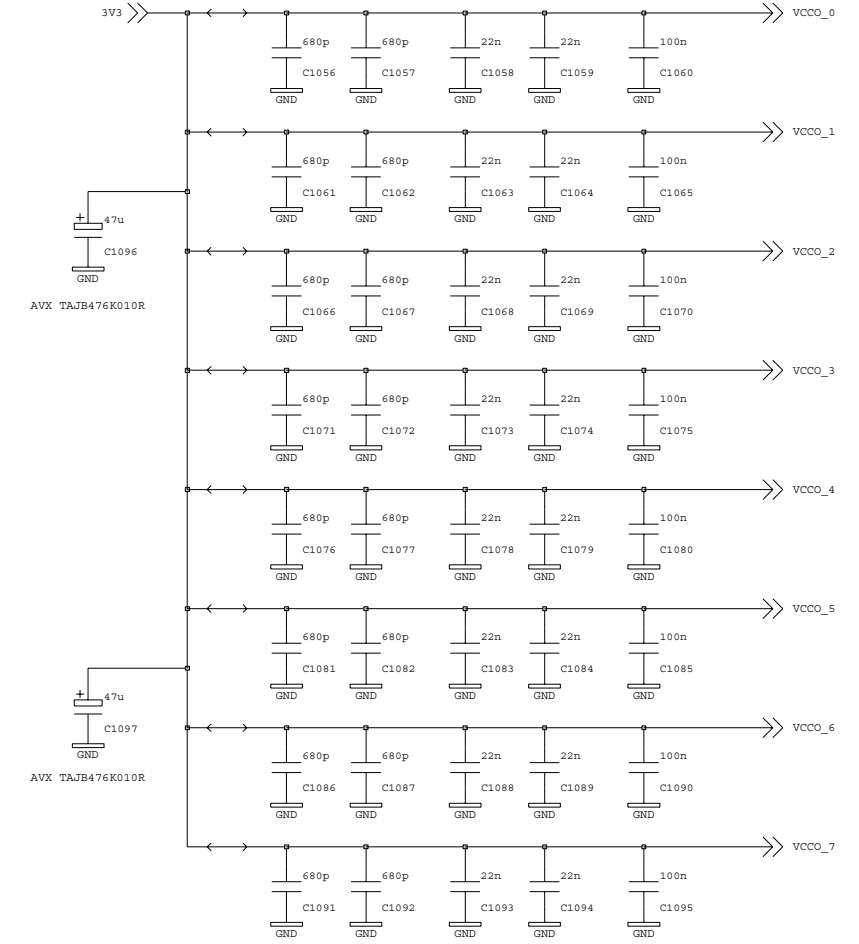 3V3 VCCO_0
680p 680p 22n 22n 100n
C1056 C1057 C1058 C1059 C1060
GND GND GND GND GND
VCCO_1
680p 680p 22n 22n 100n
C1061 C1062 C1063 C1064 C1065
GND GND GND GND GND
+ 47u
C1096
GND
AVX TAJB476K010R
VCCO_2
680p 680p 22n 22n 100n
C1066 C1067 C1068 C1069 C1070
GND GND GND GND GND
VCCO_3
680p 680p 22n 22n 100n
C1071 C1072 C1073 C1074 C1075
GND GND GND GND GND
VCCO_4
680p 680p 22n 22n 100n
C1076 C1077 C1078 C1079 C1080
GND GND GND GND GND
VCCO_5
680p 680p 22n 22n 100n
C1081 C1082 C1083 C1084 C1085
GND GND GND GND GND
+ 47u
C1097
GND
AVX TAJB476K010R
VCCO_6
680p 680p 22n 22n 100n
C1086 C1087 C1088 C1089 C1090
GND GND GND GND GND
VCCO_7
680p 680p 22n 22n 100n
C1091 C1092 C1093 C1094 C1095
GND GND GND GND GND